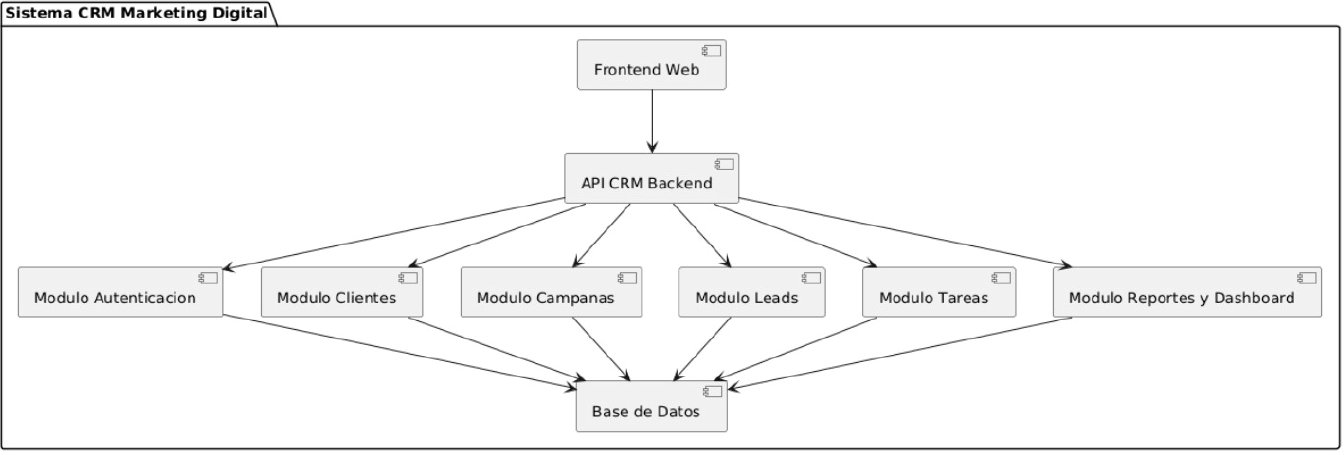 Sistema CRM Marketing Digital
Frontend Web
API CRM Backend
Modulo Autenticacion
Modulo Clientes
Modulo Campanas
Modulo Leads
Modulo Tareas
Modulo Reportes y Dashboard
Base de Datos